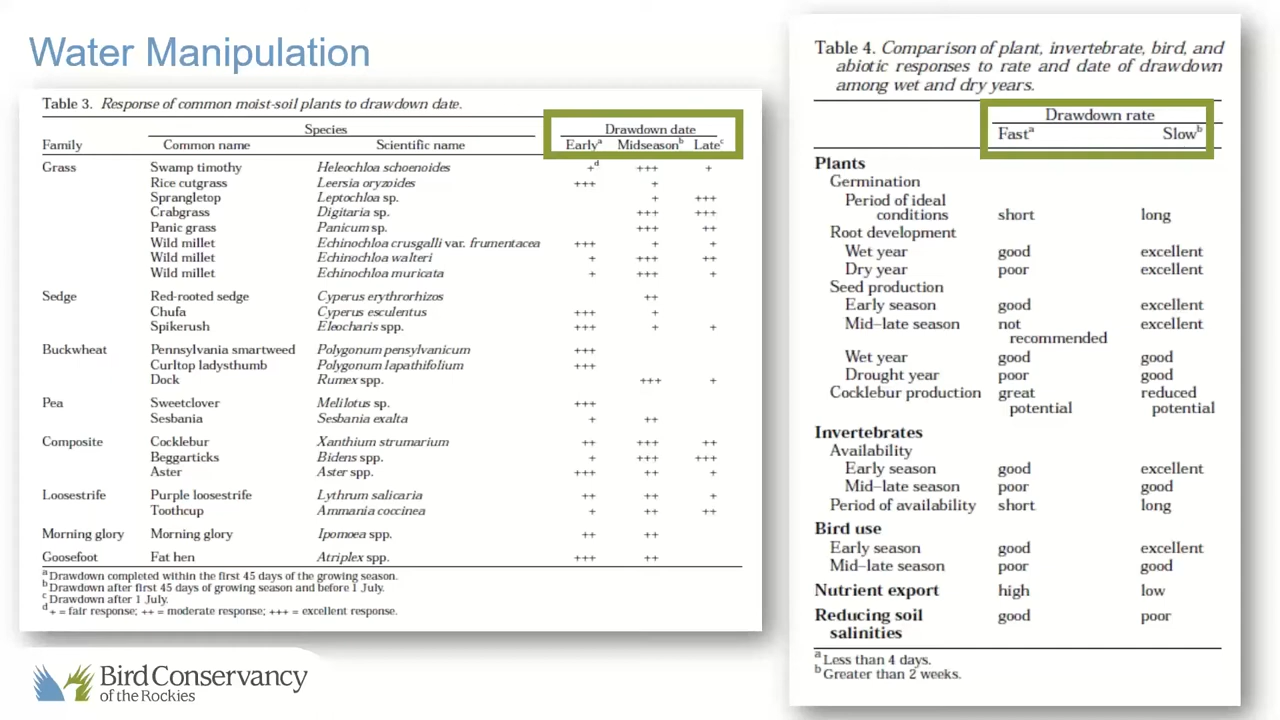 Water Manipulation
Table 3. Response of common moist-soil plants to drawdown date.
Species Drawdown date
Family Common name Scientific name Earlyᵃ Midseasonᵇ Lateᶜ
Grass Swamp timothy Heleochloa schoenoides +ᵈ +++ +
Rice cutgrass Leersia oryzoides +++ +
Sprangletop Leptochloa sp. + +++
Crabgrass Digitaria sp. +++ +++
Panic grass Panicum sp. +++ ++
Wild millet Echinochloa crusgalli var. frumentacea +++ + +
Wild millet Echinochloa walteri + +++ ++
Wild millet Echinochloa muricata + +++ +
Sedge Red-rooted sedge Cyperus erythrorhizos ++
Chufa Cyperus esculentus +++ +
Spikerush Eleocharis spp. +++ + +
Buckwheat Pennsylvania smartweed Polygonum pensylvanicum +++
Curltop ladysthumb Polygonum lapathifolium +++
Dock Rumex spp. +++ +
Pea Sweetclover Melilotus sp. +++
Sesbania Sesbania exalta + ++
Composite Cocklebur Xanthium strumarium ++ +++ ++
Beggarticks Bidens spp. + +++ +++
Aster Aster spp. +++ ++ +
Loosestrife Purple loosestrife Lythrum salicaria ++ ++ +
Toothcup Ammania coccinea + ++ ++
Morning glory Morning glory Ipomoea spp. ++ ++
Goosefoot Fat hen Atriplex spp. +++ ++
ᵃ Drawdown completed within the first 45 days of the growing season.
ᵇ Drawdown after first 45 days of growing season and before 1 July.
ᶜ Drawdown after 1 July.
ᵈ + = fair response; ++ = moderate response; +++ = excellent response.
Bird Conservancy
of the Rockies
Table 4. Comparison of plant, invertebrate, bird, and
abiotic responses to rate and date of drawdown
among wet and dry years.
Drawdown rate
Fastᵃ Slowᵇ
Plants
Germination
Period of ideal
conditions short long
Root development
Wet year good excellent
Dry year poor excellent
Seed production
Early season good excellent
Mid–late season not excellent
recommended
Wet year good good
Drought year poor good
Cocklebur production great reduced
potential potential
Invertebrates
Availability
Early season good excellent
Mid–late season poor good
Period of availability short long
Bird use
Early season good excellent
Mid–late season poor good
Nutrient export high low
Reducing soil good poor
salinities
ᵃ Less than 4 days.
ᵇ Greater than 2 weeks.